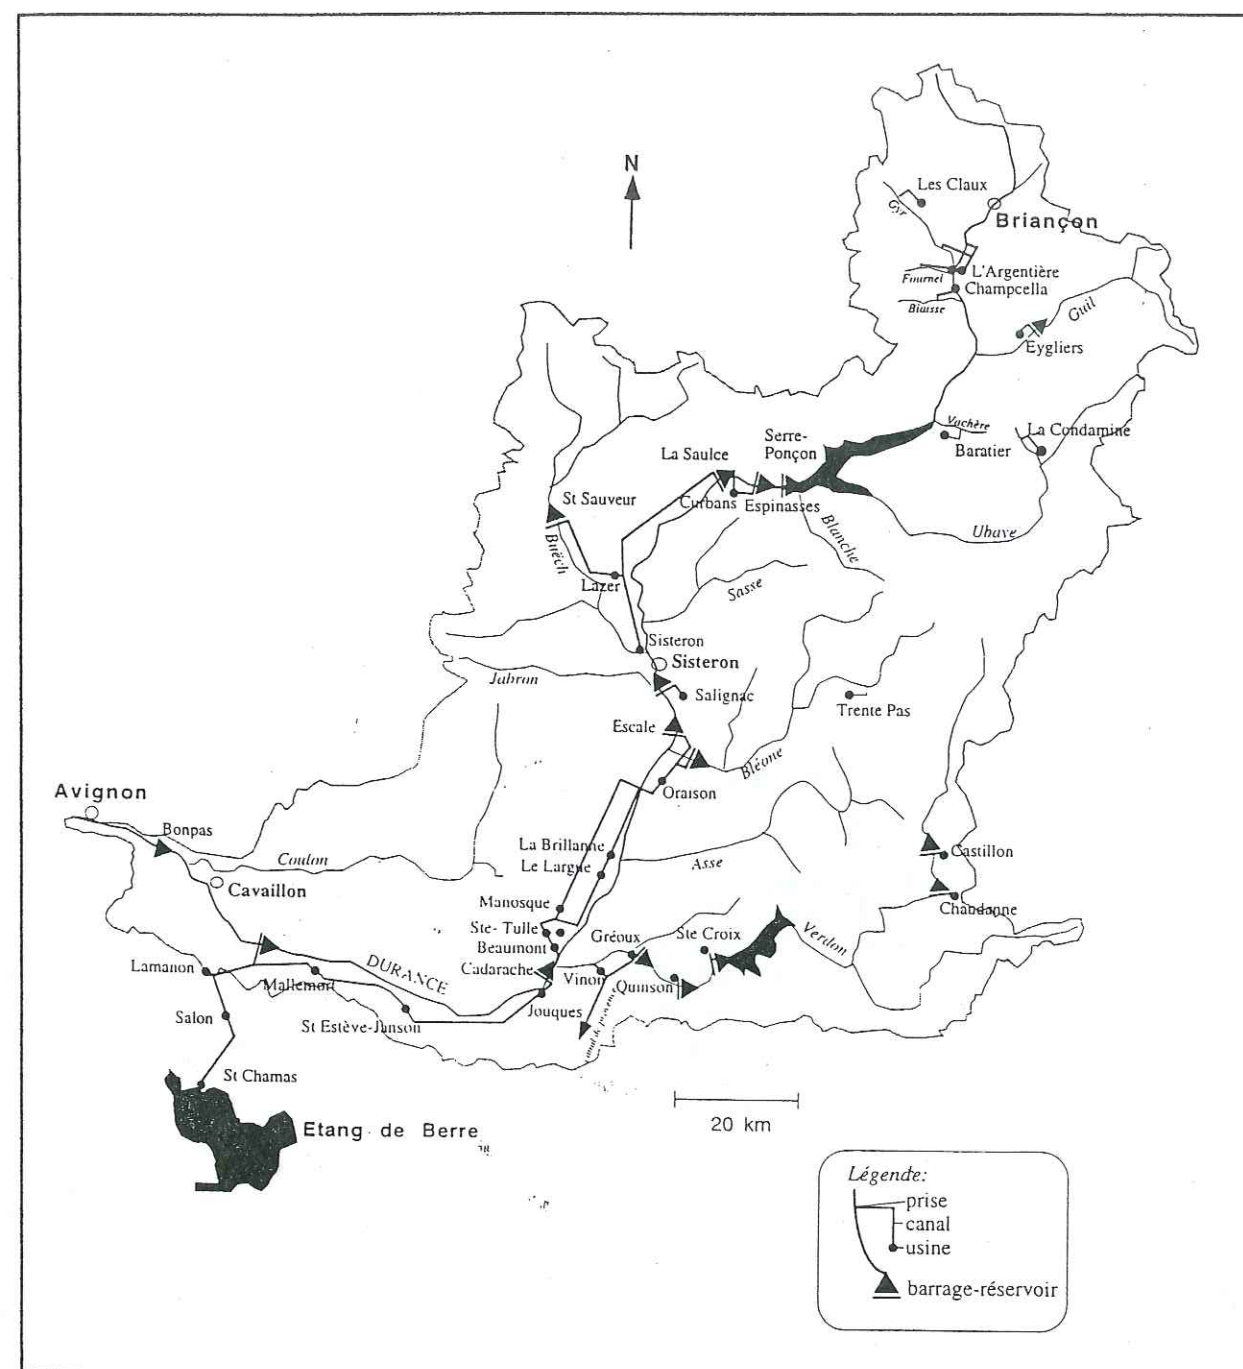 N
Les Claux
Gyr
Briançon
L'Argentière
Fournel
Champcella
Biaisse
Guil
Eygliers
Vachère
La Condamine
Baratier
Serre-
Ponçon
La Saulce
St Sauveur
Curbans
Espinasses
Ubaye
Blanche
Buëch
Lazer
Sasse
Sisteron
Sisteron
Jabron
Salignac
Trente Pas
Escale
Bléone
Oraison
Avignon
Bonpas
La Brillanne
Coulon
Le Largue
Asse
Castillon
Cavaillon
Chaudanne
Manosque
Ste-Tulle
Gréoux
Ste Croix
Beaumont
Verdon
DURANCE
Cadarache
Lamanon
Mallemort
Vinon
Quinson
Jouques
Salon
St Estève-Janson
St Chamas
20 km
Etang de Berre
Légende:
prise
canal
usine
barrage-réservoir